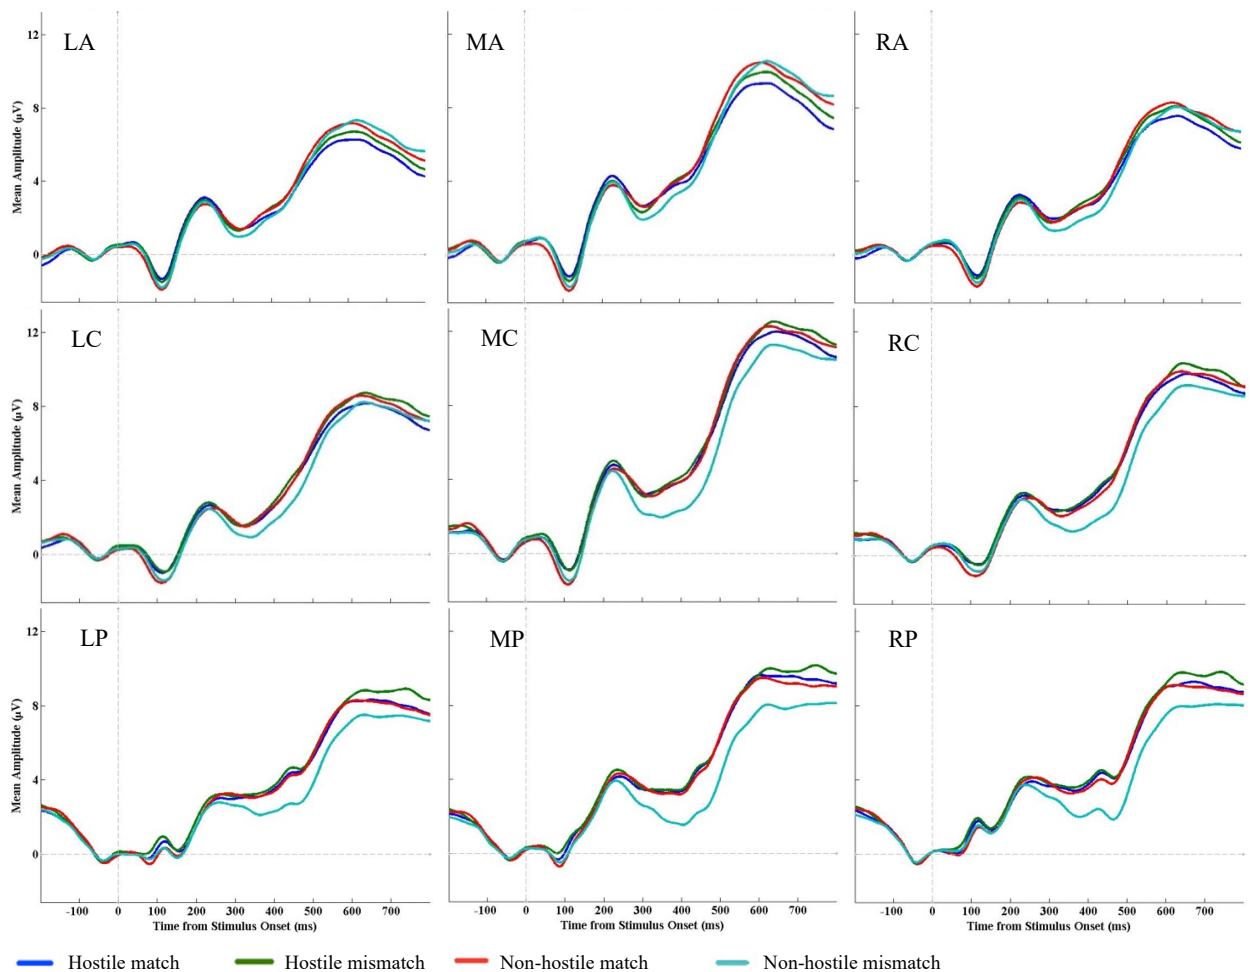 LA
MA
RA
12
8
4
0
Mean Amplitude (µV)
LC
MC
RC
12
8
4
0
Mean Amplitude (µV)
LP
MP
RP
12
8
4
0
Mean Amplitude (µV)
-100 0 100 200 300 400 500 600 700
-100 0 100 200 300 400 500 600 700
-100 0 100 200 300 400 500 600 700
Time from Stimulus Onset (ms)
Time from Stimulus Onset (ms)
Time from Stimulus Onset (ms)
Hostile match Hostile mismatch Non-hostile match Non-hostile mismatch